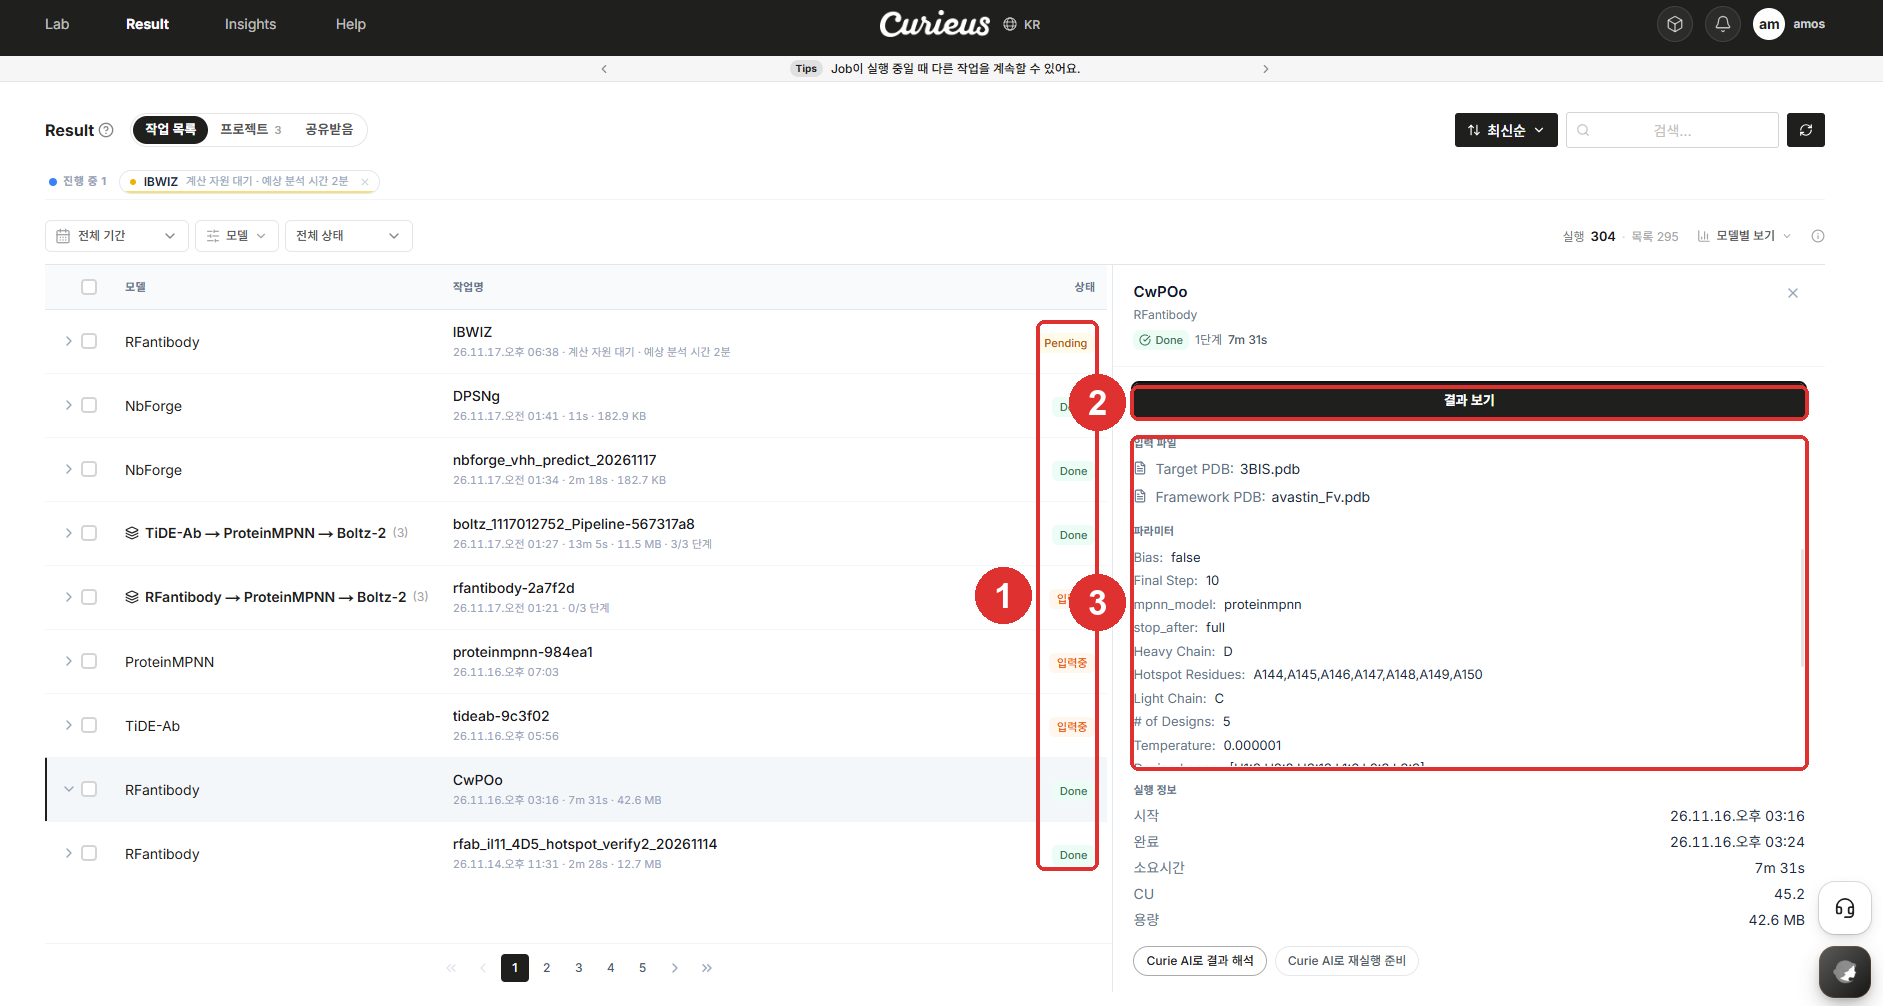 Lab Result Insights Help Curieus KR am amos
Tips Job이 실행 중일 때 다른 작업을 계속할 수 있어요.
Result 작업 목록 프로젝트 3 공유받음 최신순 검색...
진행 중 1 IBWIZ 계산 자원 대기 · 예상 분석 시간 2분
전체 기간 모델 전체 상태 실행 304 · 목록 295 모델별 보기
모델 작업명 상태
RFantibody IBWIZ Pending
26.11.17.오후 06:38 · 계산 자원 대기 · 예상 분석 시간 2분
NbForge DPSNg
26.11.17.오전 01:41 · 11s · 182.9 KB
NbForge nbforge_vhh_predict_20261117 Done
26.11.17.오전 01:34 · 2m 18s · 182.7 KB
TiDE-Ab → ProteinMPNN → Boltz-2 (3) boltz_1117012752_Pipeline-567317a8 Done
26.11.17.오전 01:27 · 13m 5s · 11.5 MB · 3/3 단계
RFantibody → ProteinMPNN → Boltz-2 (3) rfantibody-2a7f2d
26.11.17.오전 01:21 · 0/3 단계
ProteinMPNN proteinmpnn-984ea1 입력중
26.11.16.오후 07:03
TiDE-Ab tideab-9c3f02 입력중
26.11.16.오후 05:56
RFantibody CwPOo Done
26.11.16.오후 03:16 · 7m 31s · 42.6 MB
RFantibody rfab_il11_4D5_hotspot_verify2_20261114 Done
26.11.14.오후 11:31 · 2m 28s · 12.7 MB
1 2 3 4 5
1
2
3
CwPOo
RFantibody
Done 1단계 7m 31s
결과 보기
입력 파일
Target PDB: 3BIS.pdb
Framework PDB: avastin_Fv.pdb
파라미터
Bias: false
Final Step: 10
mpnn_model: proteinmpnn
stop_after: full
Heavy Chain: D
Hotspot Residues: A144,A145,A146,A147,A148,A149,A150
Light Chain: C
# of Designs: 5
Temperature: 0.000001
실행 정보
시작 26.11.16.오후 03:16
완료 26.11.16.오후 03:24
소요시간 7m 31s
CU 45.2
용량 42.6 MB
Curie AI로 결과 해석 Curie AI로 재실행 준비